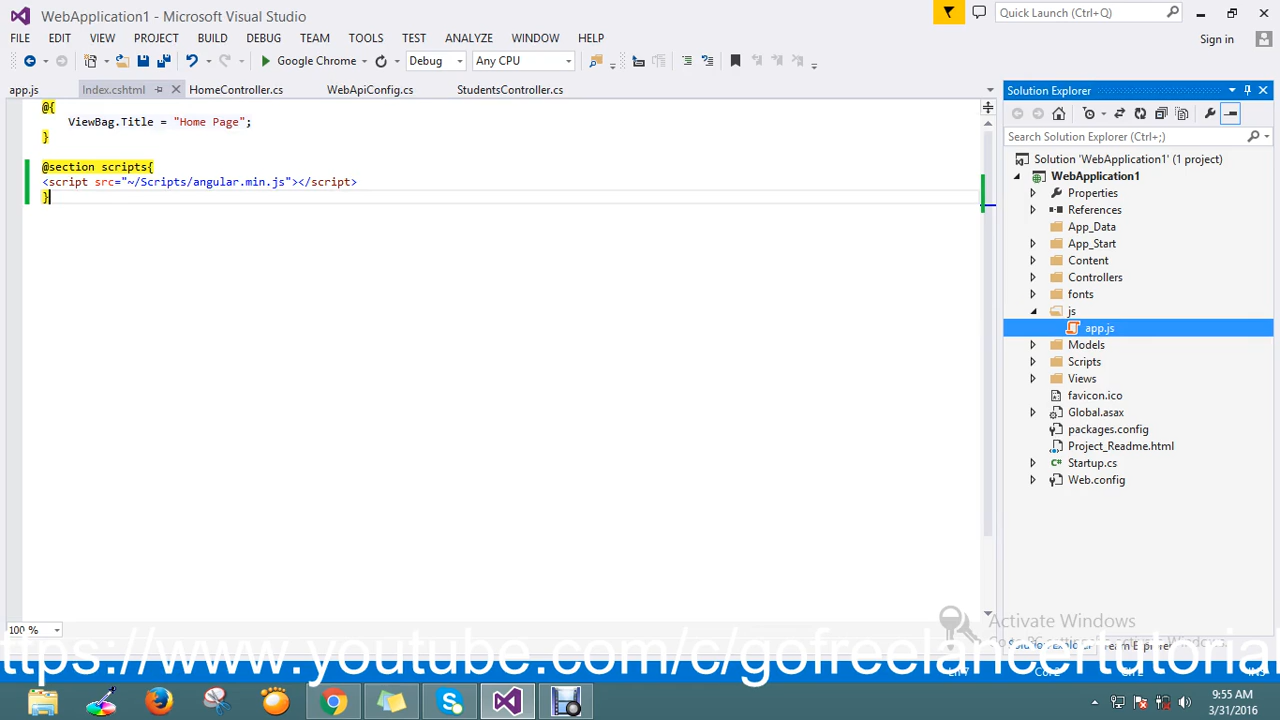 WebApplication1 - Microsoft Visual Studio
Quick Launch (Ctrl+Q)
FILE EDIT VIEW PROJECT BUILD DEBUG TEAM TOOLS TEST ANALYZE WINDOW HELP
Sign in
Google Chrome
Debug
Any CPU
app.js
Index.cshtml
HomeController.cs
WebApiConfig.cs
StudentsController.cs
@{
ViewBag.Title = "Home Page";
}
@section scripts{
<script src="~/Scripts/angular.min.js"></script>
}
100 %
Solution Explorer
Search Solution Explorer (Ctrl+;)
Solution 'WebApplication1' (1 project)
WebApplication1
Properties
References
App_Data
App_Start
Content
Controllers
fonts
js
app.js
Models
Scripts
Views
favicon.ico
Global.asax
packages.config
Project_Readme.html
Startup.cs
Web.config
Activate Windows
ttps://www.youtube.com/c/gofreelancertutorial
9:55 AM
3/31/2016